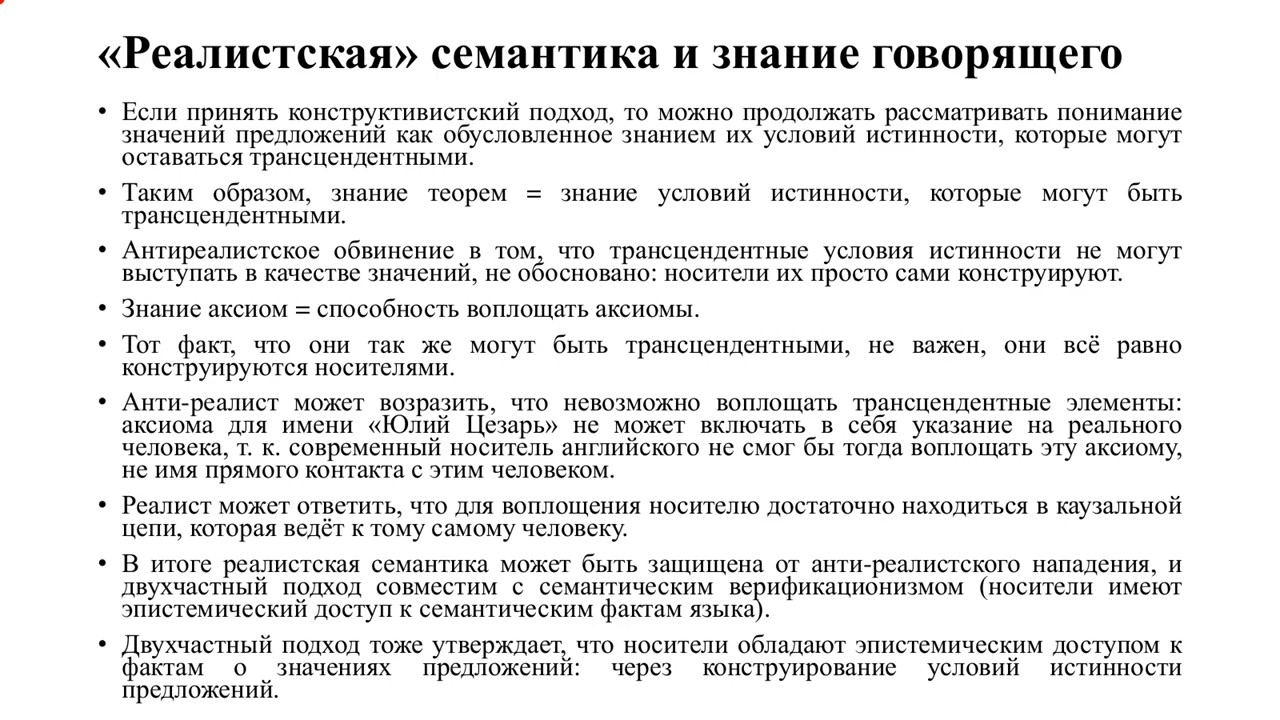 «Реалистская» семантика и знание говорящего
• Если принять конструктивистский подход, то можно продолжать рассматривать понимание
значений предложений как обусловленное знанием их условий истинности, которые могут
оставаться трансцендентными.
• Таким образом, знание теорем = знание условий истинности, которые могут быть
трансцендентными.
• Антиреалистское обвинение в том, что трансцендентные условия истинности не могут
выступать в качестве значений, не обосновано: носители их просто сами конструируют.
• Знание аксиом = способность воплощать аксиомы.
• Тот факт, что они так же могут быть трансцендентными, не важен, они всё равно
конструируются носителями.
• Анти-реалист может возразить, что невозможно воплощать трансцендентные элементы:
аксиома для имени «Юлий Цезарь» не может включать в себя указание на реального
человека, т. к. современный носитель английского не смог бы тогда воплощать эту аксиому,
не имя прямого контакта с этим человеком.
• Реалист может ответить, что для воплощения носителю достаточно находиться в каузальной
цепи, которая ведёт к тому самому человеку.
• В итоге реалистская семантика может быть защищена от анти-реалистского нападения, и
двухчастный подход совместим с семантическим верификационизмом (носители имеют
эпистемический доступ к семантическим фактам языка).
• Двухчастный подход тоже утверждает, что носители обладают эпистемическим доступом к
фактам о значениях предложений: через конструирование условий истинности
предложений.